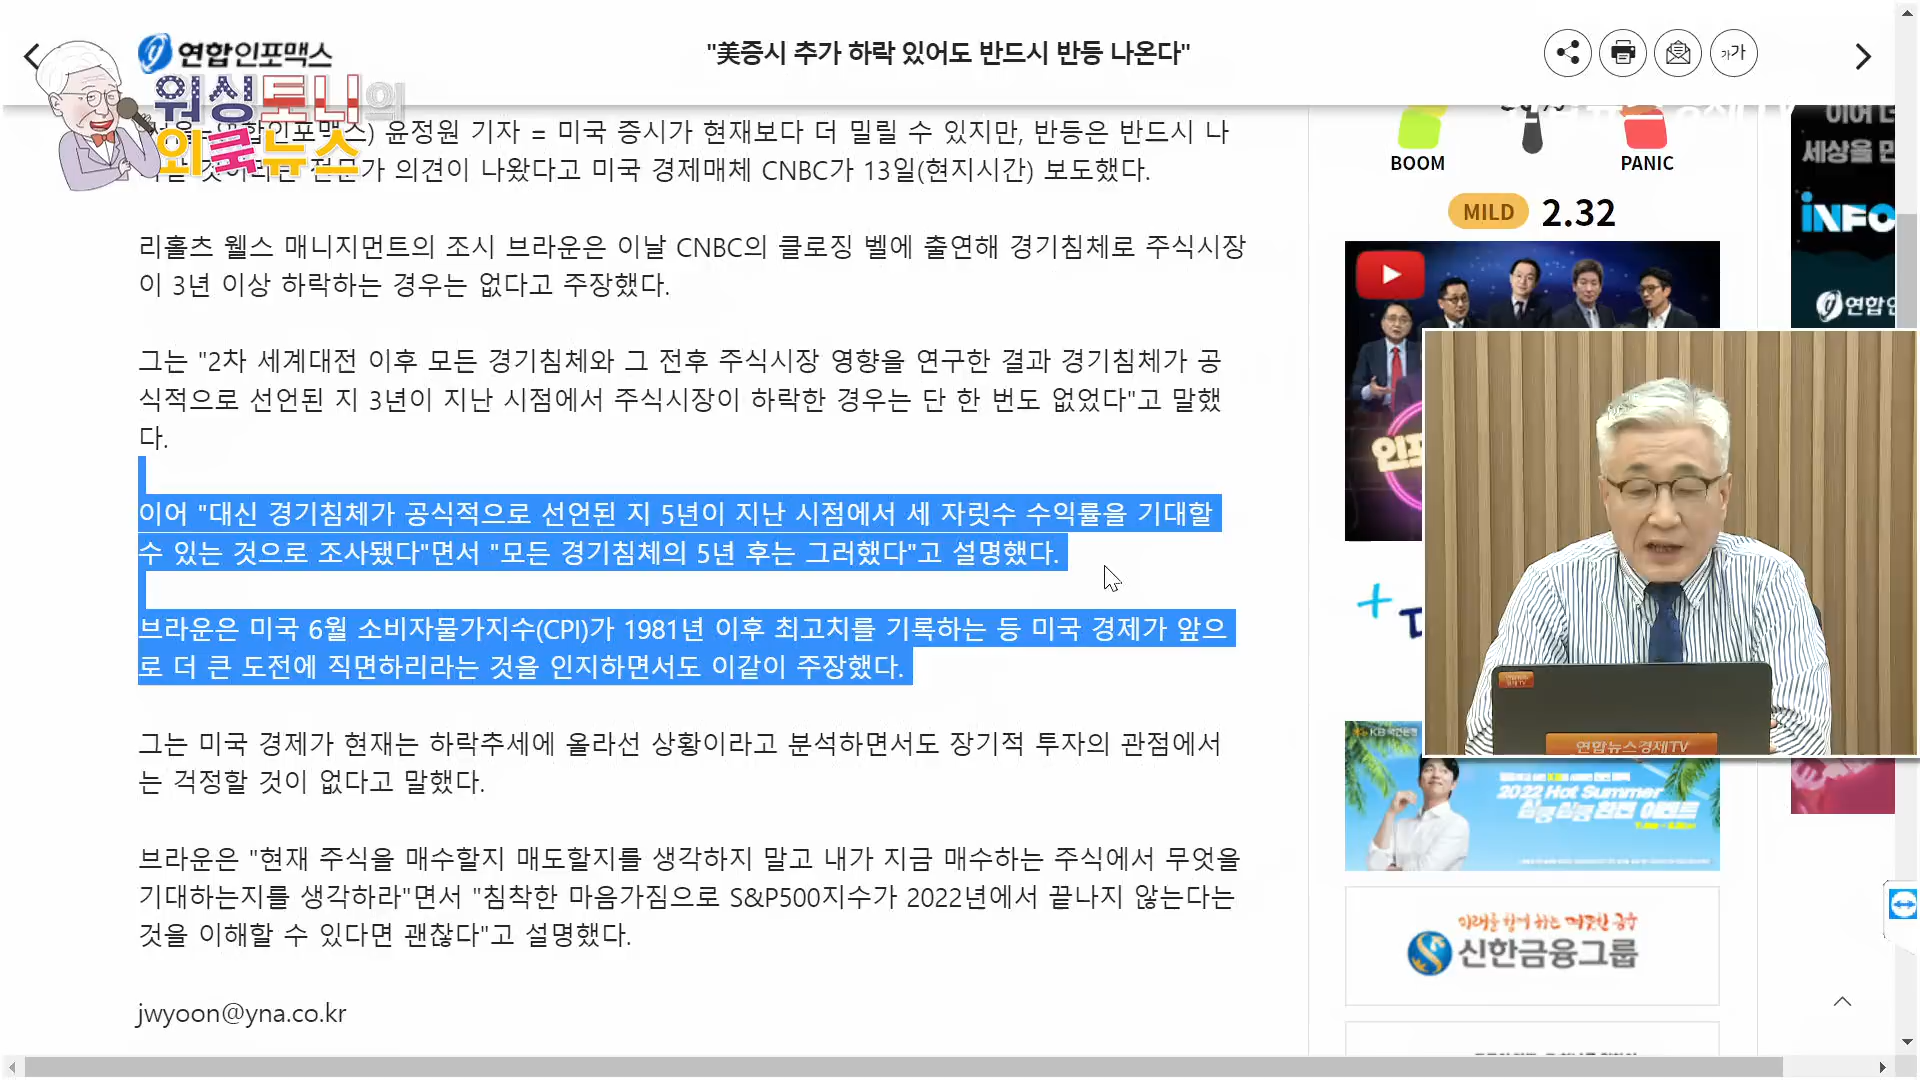 연합인포맥스
"美증시 추가 하락 있어도 반드시 반등 나온다"
가가
워싱토니의
외쿡뉴스
윤정원 기자 = 미국 증시가 현재보다 더 밀릴 수 있지만, 반등은 반드시 나
의견이 나왔다고 미국 경제매체 CNBC가 13일(현지시간) 보도했다.
리홀츠 웰스 매니지먼트의 조시 브라운은 이날 CNBC의 클로징 벨에 출연해 경기침체로 주식시장
이 3년 이상 하락하는 경우는 없다고 주장했다.
그는 "2차 세계대전 이후 모든 경기침체와 그 전후 주식시장 영향을 연구한 결과 경기침체가 공
식적으로 선언된 지 3년이 지난 시점에서 주식시장이 하락한 경우는 단 한 번도 없었다"고 말했
다.
이어 "대신 경기침체가 공식적으로 선언된 지 5년이 지난 시점에서 세 자릿수 수익률을 기대할
수 있는 것으로 조사됐다"면서 "모든 경기침체의 5년 후는 그러했다"고 설명했다.
브라운은 미국 6월 소비자물가지수(CPI)가 1981년 이후 최고치를 기록하는 등 미국 경제가 앞으
로 더 큰 도전에 직면하리라는 것을 인지하면서도 이같이 주장했다.
그는 미국 경제가 현재는 하락추세에 올라선 상황이라고 분석하면서도 장기적 투자의 관점에서
는 걱정할 것이 없다고 말했다.
브라운은 "현재 주식을 매수할지 매도할지를 생각하지 말고 내가 지금 매수하는 주식에서 무엇을
기대하는지를 생각하라"면서 "침착한 마음가짐으로 S&P500지수가 2022년에서 끝나지 않는다는
것을 이해할 수 있다면 괜찮다"고 설명했다.
jwyoon@yna.co.kr
BOOM
PANIC
MILD 2.32
인포
이어
세상을
INFO
연합
연합뉴스경제TV
KB 국민은행
2022 Hot Summer
신한금융그룹